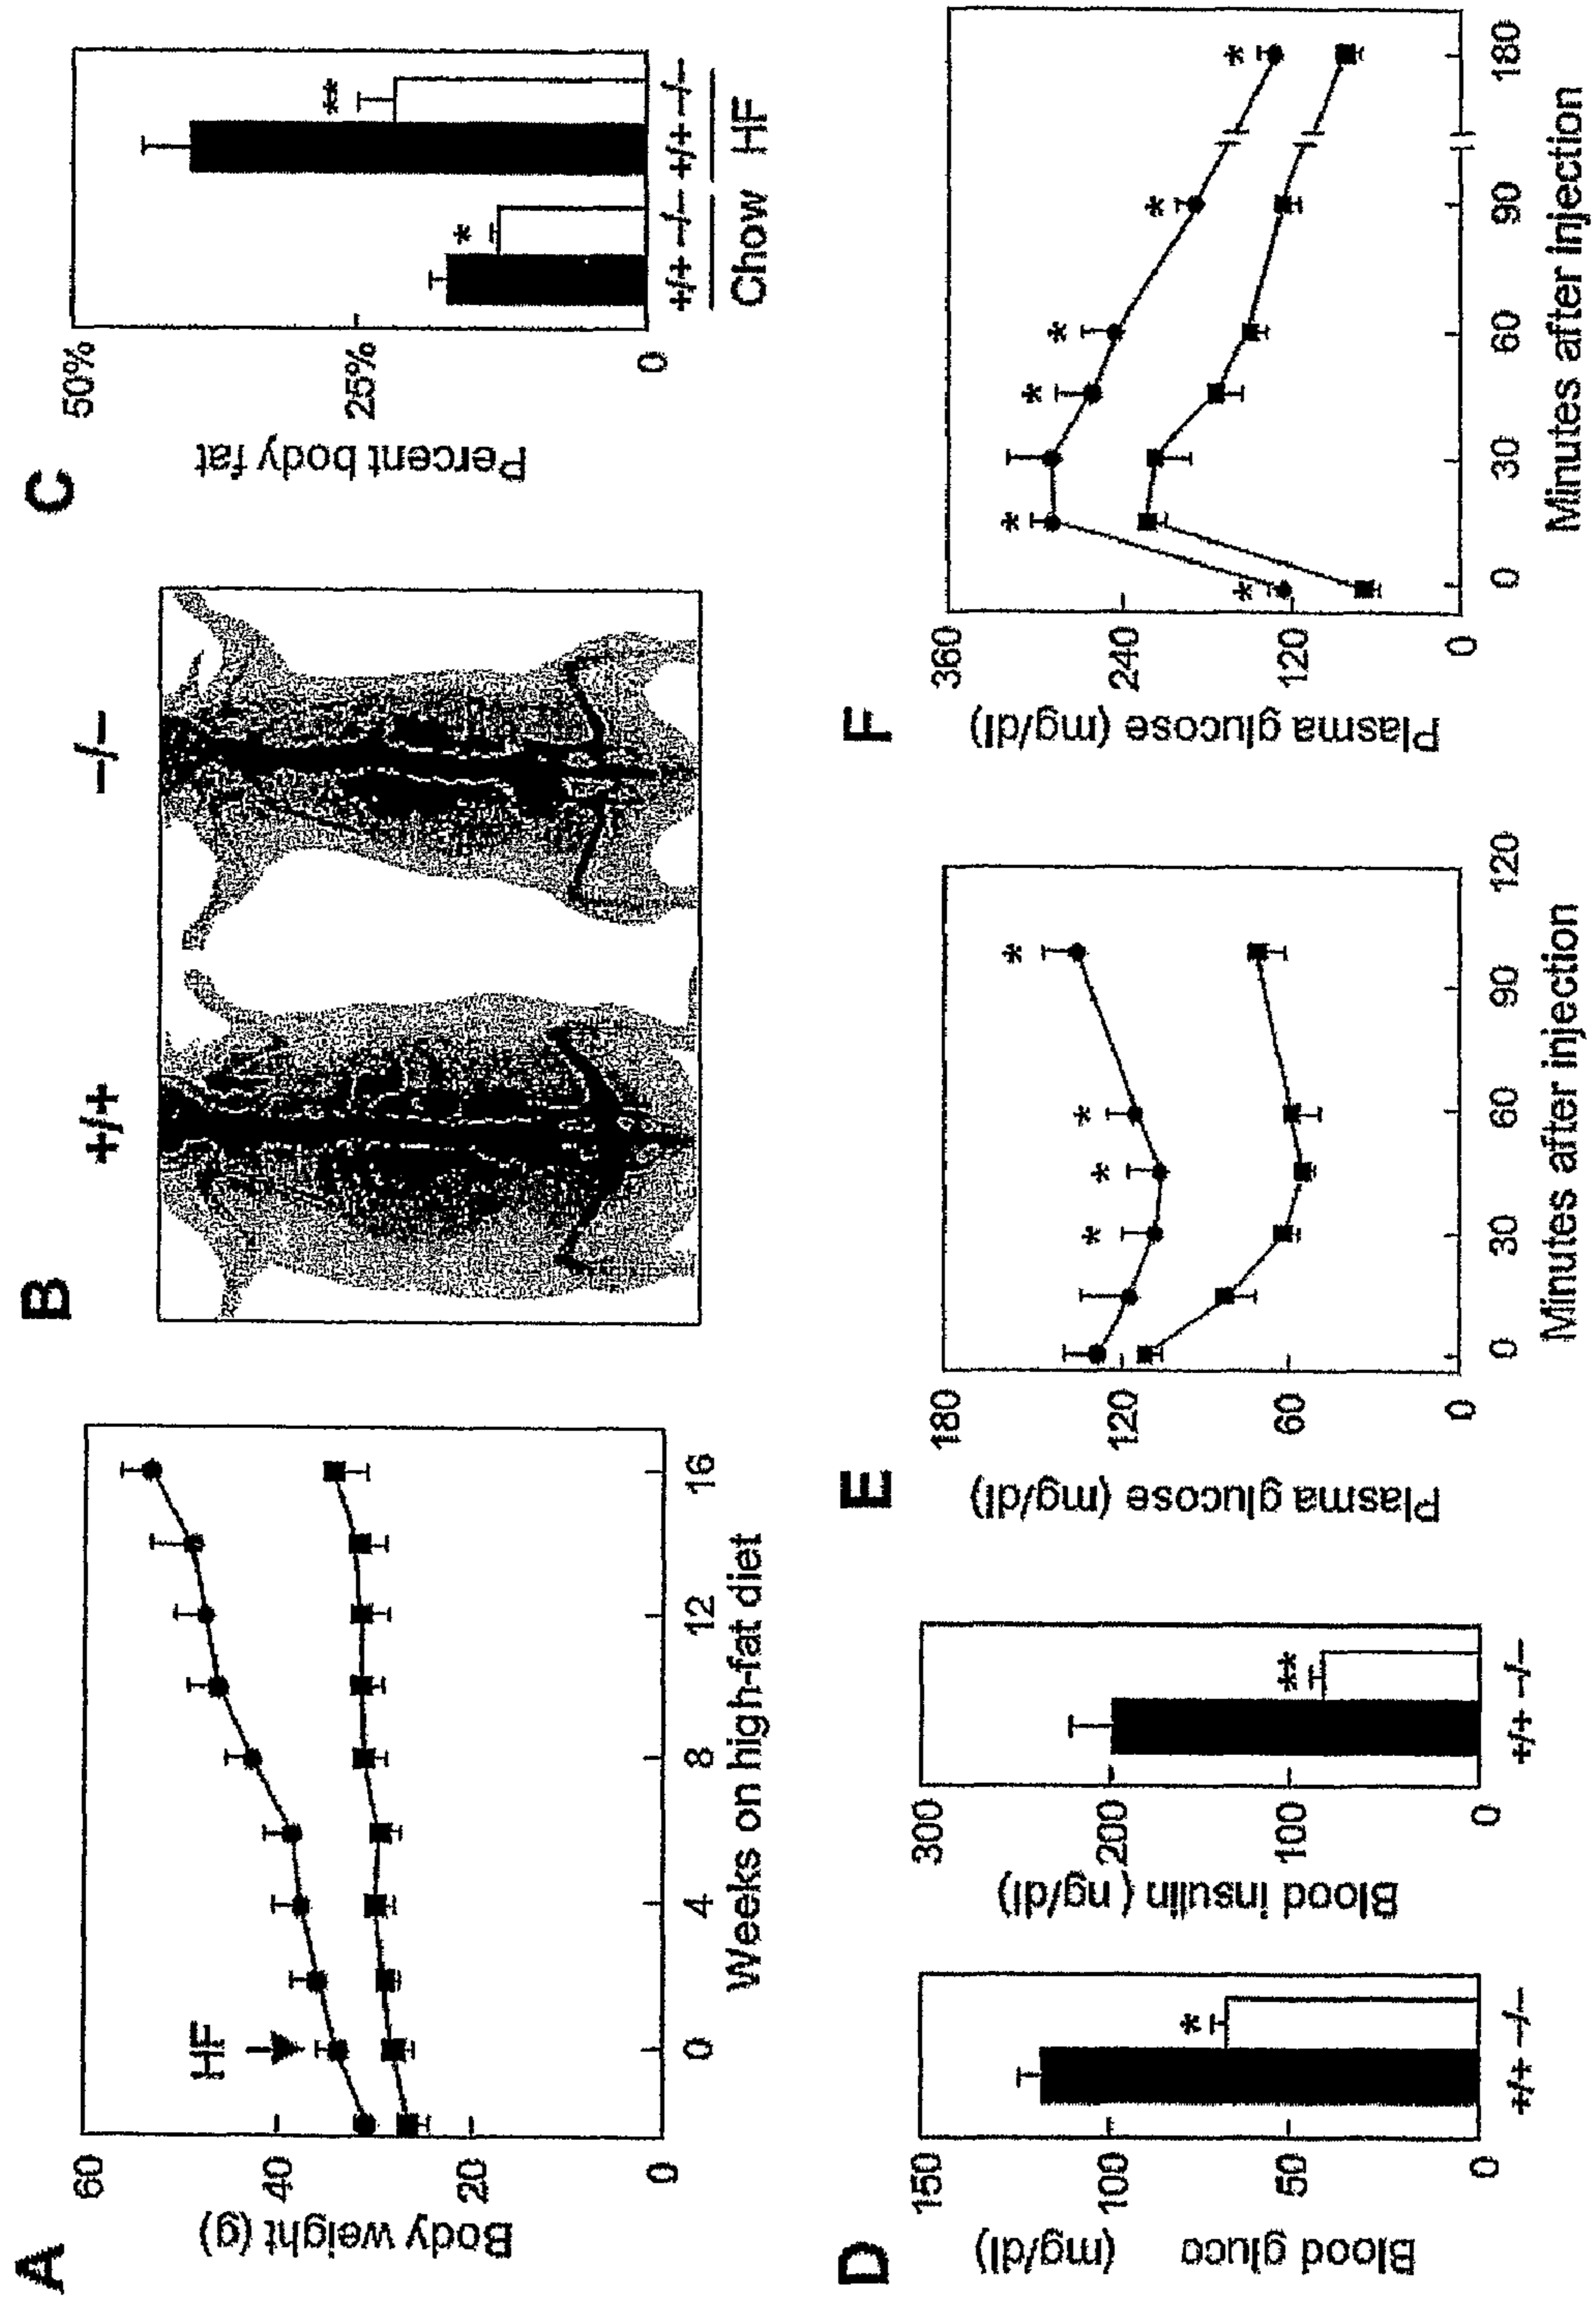 A
Body weight (g)
60
40
20
0
HF
0
4
8
12
16
Weeks on high-fat diet
B
+/+
−/−
C
Percent body fat
50%
25%
0
+/+ −/− +/+ −/−
Chow HF
D
Blood gluco
(mg/dl)
150
100
50
0
+/+ −/−
Blood insulin ( ng/dl)
300
200
100
0
+/+ −/−
** 
*
E
Plasma glucose (mg/dl)
180
120
60
0
* * * *
0 30 60 90 120
Minutes after injection
F
Plasma glucose (mg/dl)
360
240
120
0
* * * * * *
0 30 60 90 180
Minutes after injection